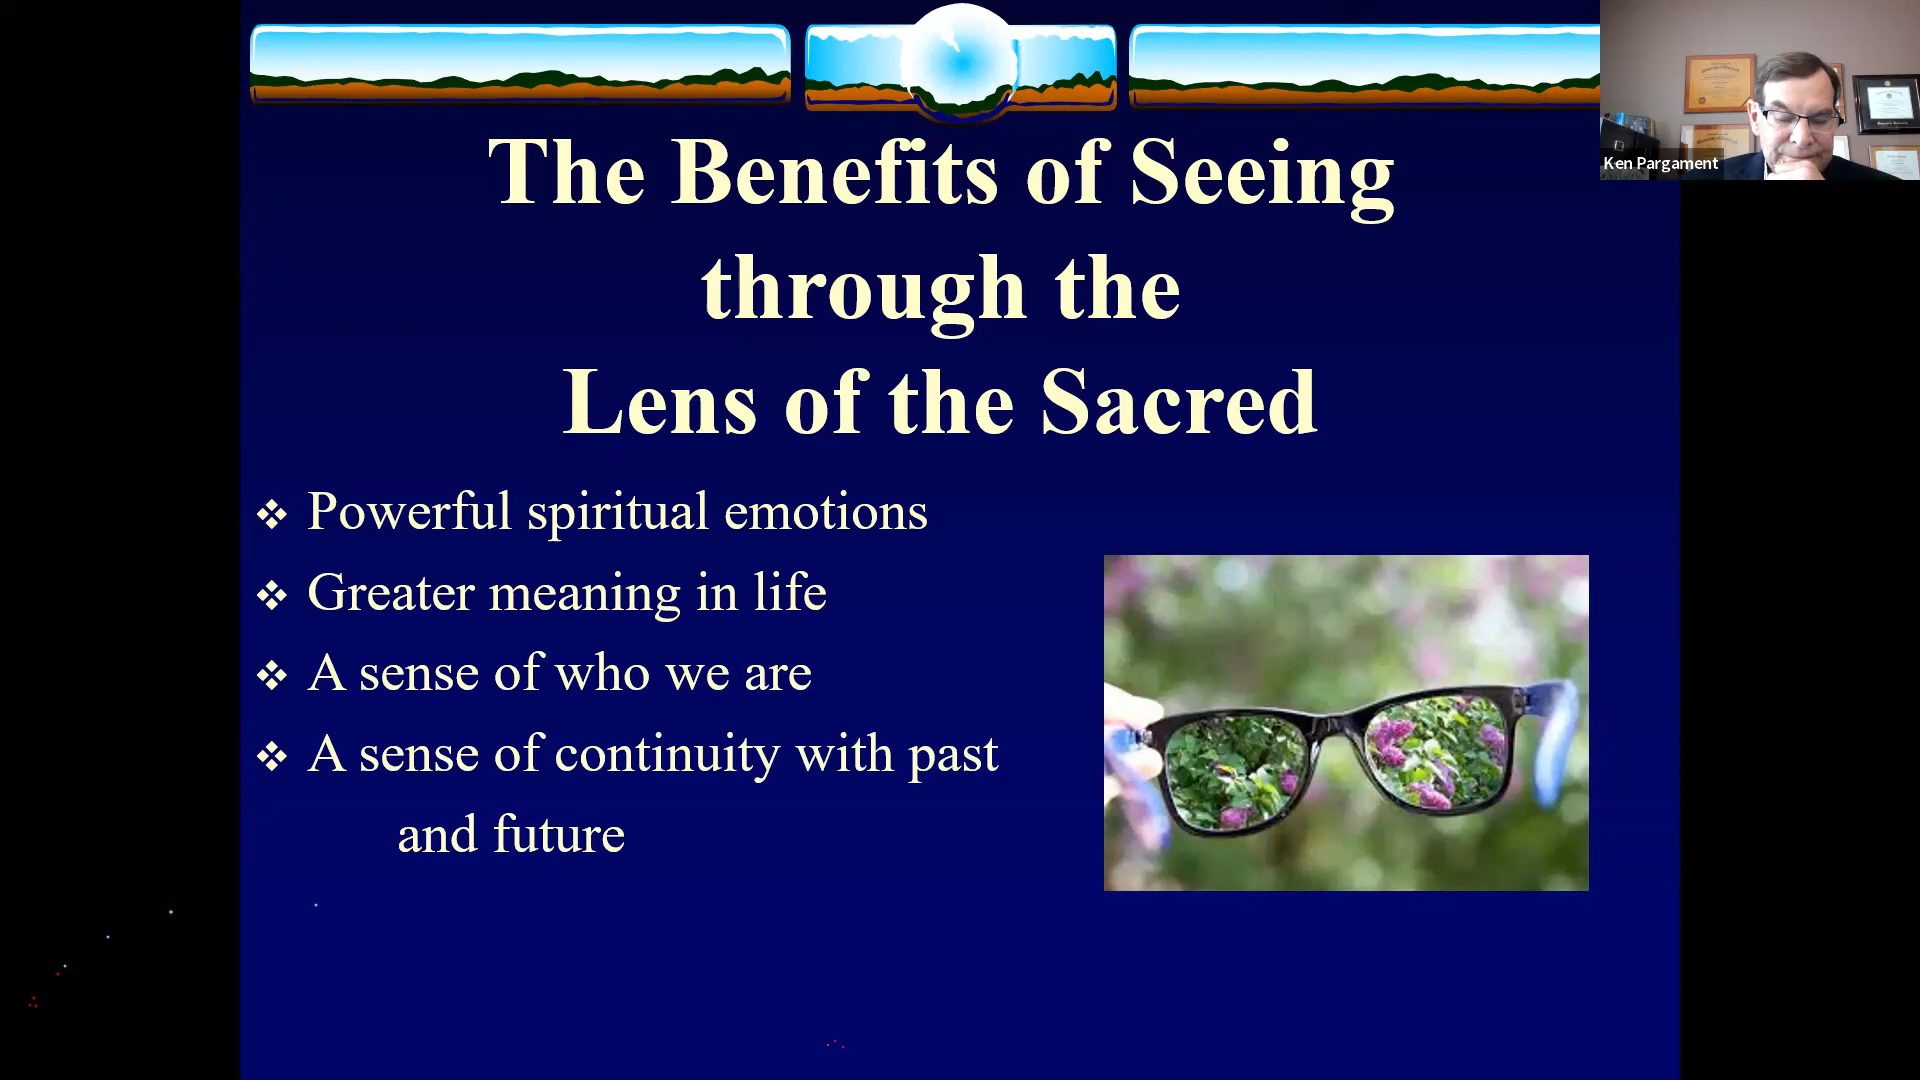 The Benefits of Seeing
through the
Lens of the Sacred
❖ Powerful spiritual emotions
❖ Greater meaning in life
❖ A sense of who we are
❖ A sense of continuity with past
and future
Ken Pargament